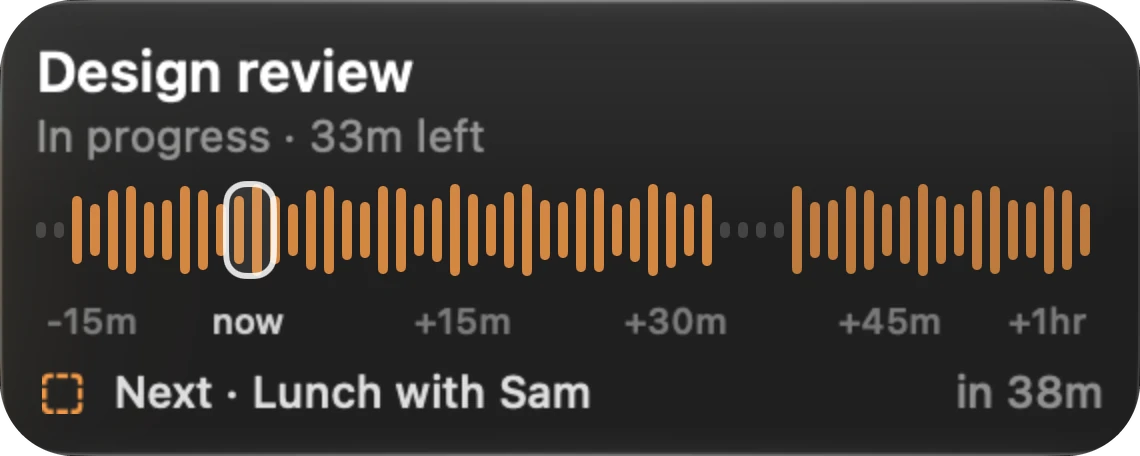 Design review
In progress · 33m left
-15m now +15m +30m +45m +1hr
Next · Lunch with Sam in 38m